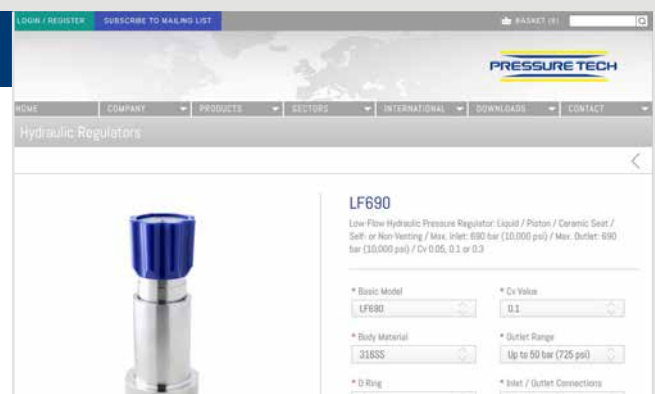 LOGIN / REGISTER SUBSCRIBE TO MAILING LIST BASKET (0)
PRESSURE TECH
HOME COMPANY PRODUCTS SECTORS INTERNATIONAL DOWNLOADS CONTACT
Hydraulic Regulators
LF690
Low-Flow Hydraulic Pressure Regulator: Liquid / Piston / Ceramic Seat /
Self- or Non-Venting / Max. Inlet: 690 bar (10,000 psi) / Max. Outlet: 690
bar (10,000 psi) / Cv 0.05, 0.1 or 0.3
* Basic Model * Cv Value
LF690 0.1
* Body Material * Outlet Range
316SS Up to 50 bar (725 psi)
* O Ring * Inlet / Outlet Connections